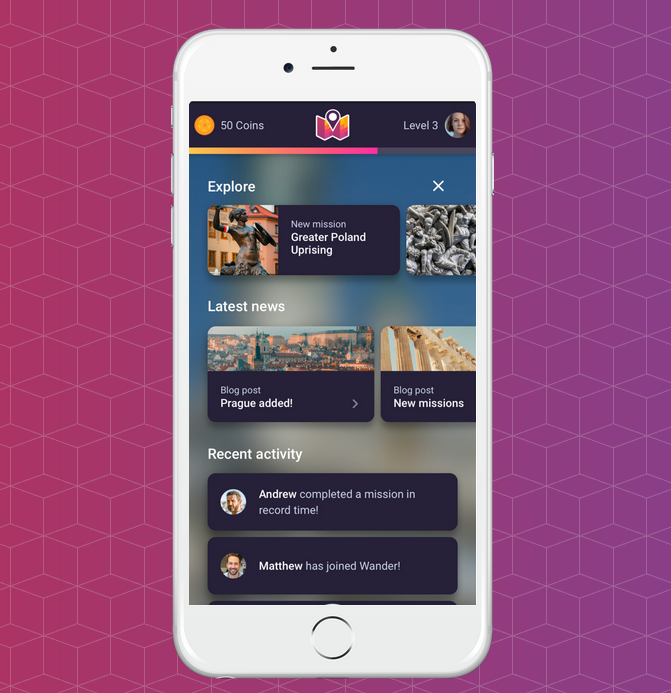 50 Coins
Level 3
Explore
New mission
Greater Poland
Uprising
Latest news
Blog post
Prague added!
Blog post
New missions
Recent activity
Andrew completed a mission in
record time!
Matthew has joined Wander!